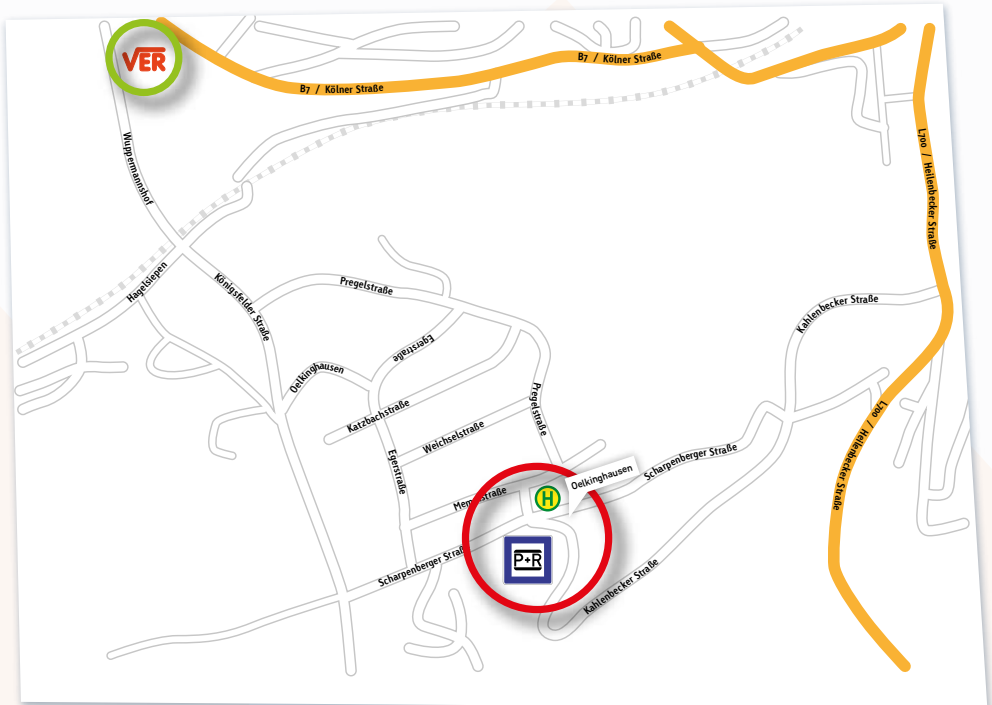 VER
B7 / Kölner Straße
B7 / Kölner Straße
Wuppermannshof
L700 / Heilenbecker Straße
Hagelsiepen
Königsfelder Straße
Pregelstraße
Kahlenbecker Straße
Egerstraße
Oelkinghausen
Katzbachstraße
Pregelstraße
Weichselstraße
L700 / Heilenbecker Straße
Egerstraße
Scharpenberger Straße
Oelkinghausen
H
Scharpenberger Straße
P+R
Kahlenbecker Straße